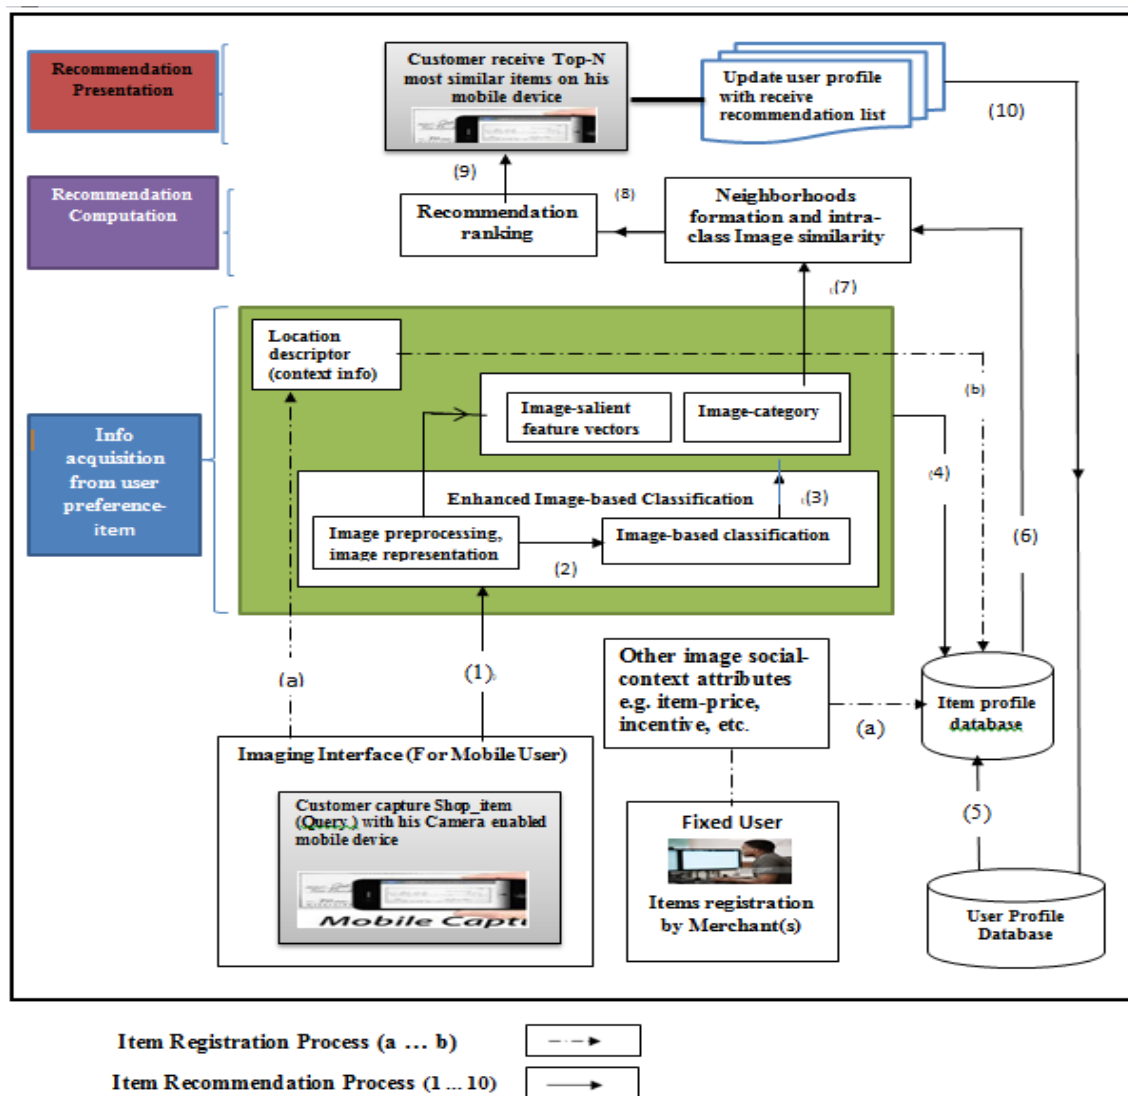 Recommendation
Presentation
Customer receive Top-N
most similar items on his
mobile device
Update user profile
with receive
recommendation list
(10)
(9)
Recommendation
Computation
Recommendation
ranking
(8)
Neighborhoods
formation and intra-
class Image similarity
(7)
Location
descriptor
(context info)
(b)
Image-salient
feature vectors
Image-category
Info
acquisition
from user
preference-
item
(4)
Enhanced Image-based Classification
(3)
Image preprocessing,
image representation
Image-based classification
(2)
(6)
(a)
(1)
Other image social-
context attributes
e.g. item-price,
incentive, etc.
(a)
Item profile
database
Imaging Interface (For Mobile User)
Customer capture Shop_item
(Query ) with his Camera enabled
mobile device
Mobile Captu
Fixed User
Items registration
by Merchant(s)
(5)
User Profile
Database
Item Registration Process (a ... b)
Item Recommendation Process (1 ... 10)